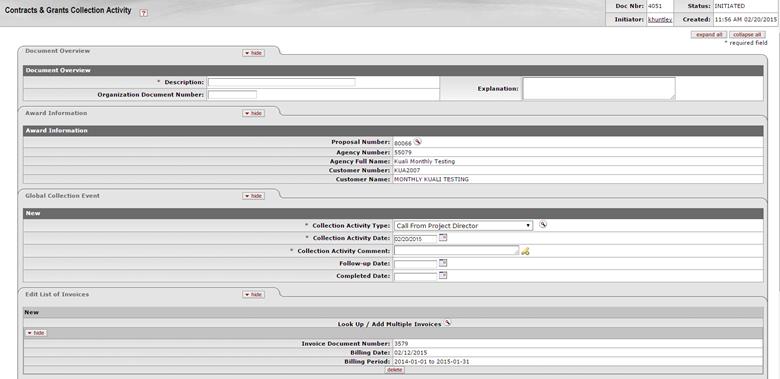 Contracts & Grants Collection Activity ?
Doc Nbr: 4051 Status: INITIATED
Initiator: khuntley Created: 11:56 AM 02/20/2015
expand all collapse all
* required field
Document Overview hide
Document Overview
* Description:
Organization Document Number:
Explanation:
Award Information hide
Award Information
Proposal Number: 80066
Agency Number: 55079
Agency Full Name: Kuali Monthly Testing
Customer Number: KUA2007
Customer Name: MONTHLY KUALI TESTING
Global Collection Event hide
New
* Collection Activity Type: Call From Project Director
* Collection Activity Date: 02/20/2015
* Collection Activity Comment:
Follow-up Date:
Completed Date:
Edit List of Invoices hide
New
Look Up / Add Multiple Invoices
hide
Invoice Document Number: 3579
Billing Date: 02/12/2015
Billing Period: 2014-01-01 to 2015-01-31
delete